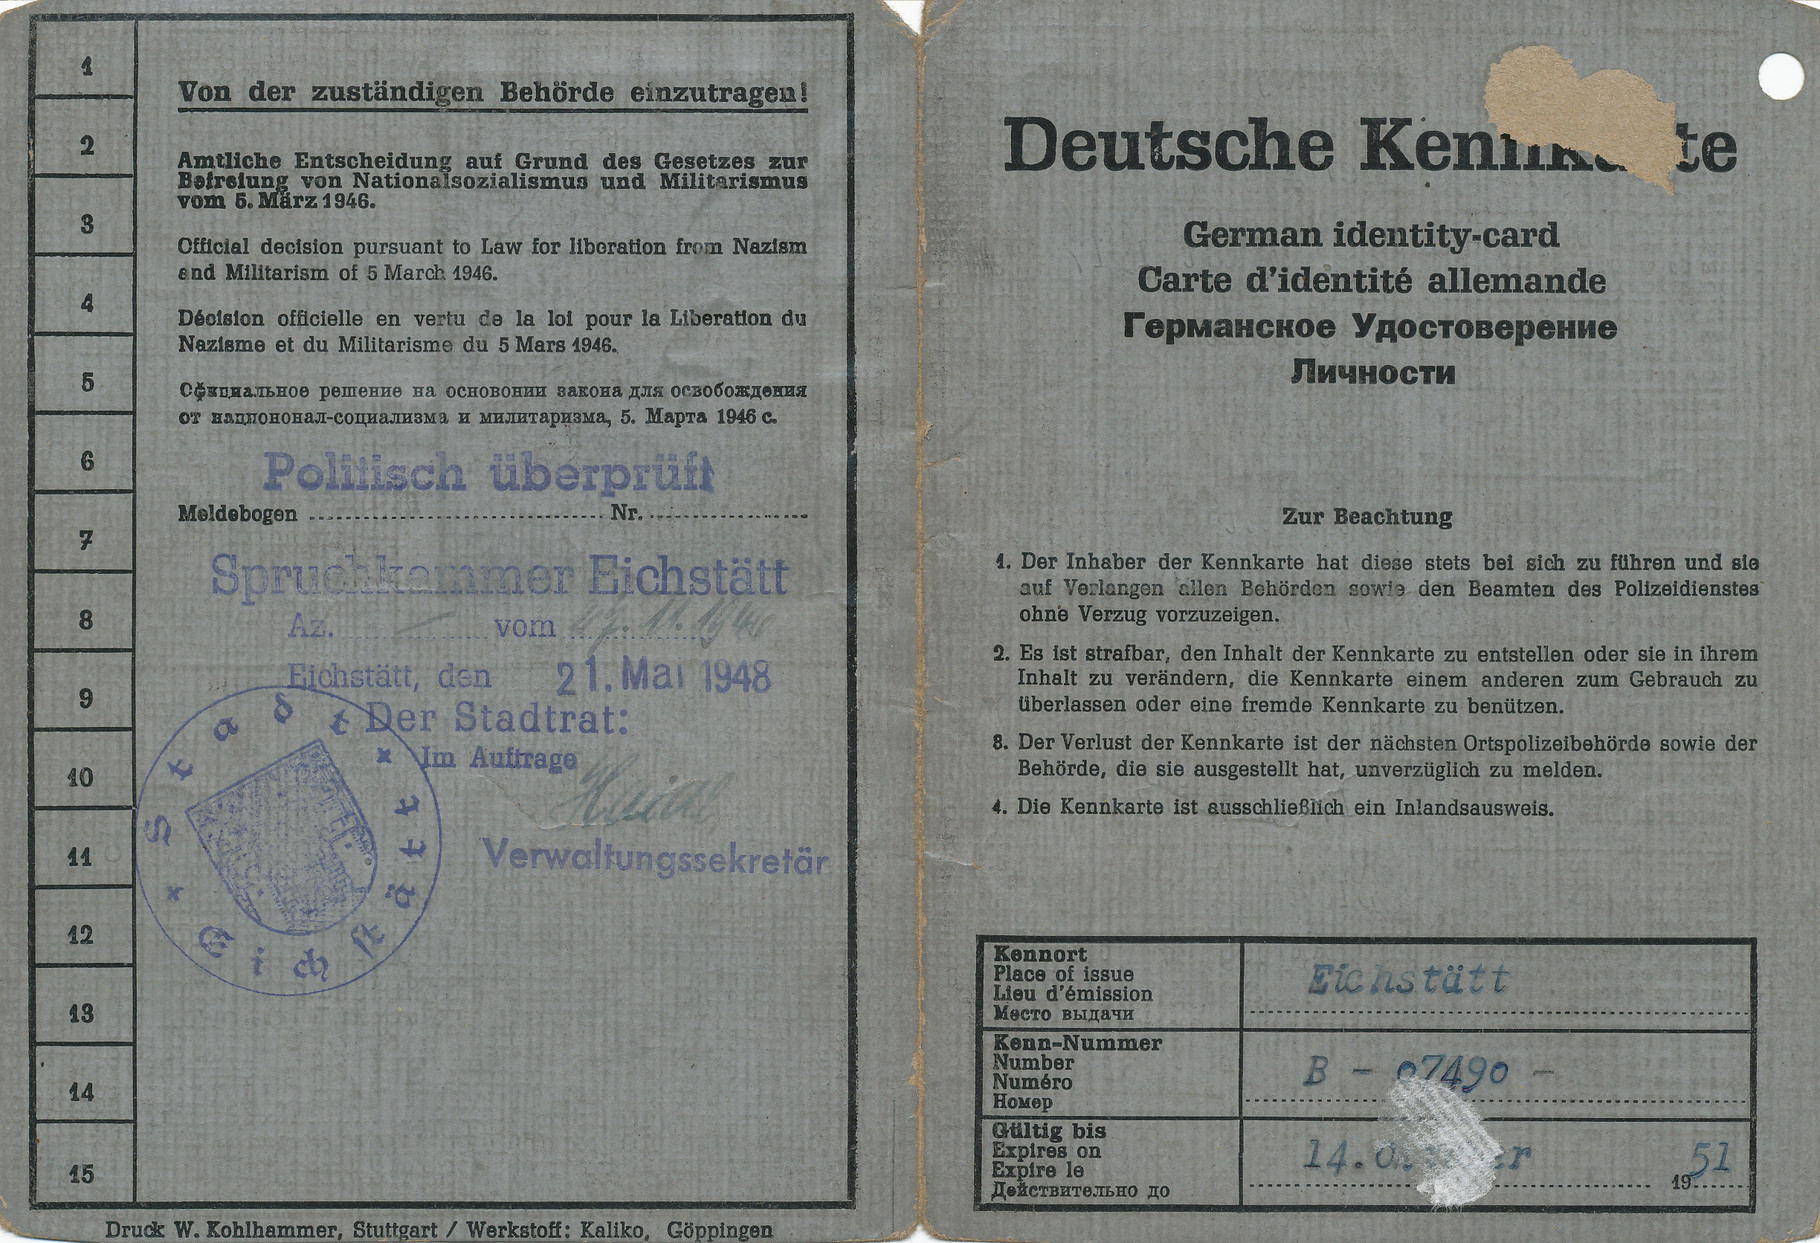 1
2
3
4
5
6
7
8
9
10
11
12
13
14
15
Von der zuständigen Behörde einzutragen!
Amtliche Entscheidung auf Grund des Gesetzes zur
Befreiung von Nationalsozialismus und Militarismus
vom 5. März 1946.
Official decision pursuant to Law for liberation from Nazism
and Militarism of 5 March 1946.
Décision officielle en vertu de la loi pour la Liberation du
Nazisme et du Militarisme du 5 Mars 1946.
Официальное решение на основонии закона для освобождения
от национонал-социализма и милитаризма, 5. Марта 1946 с.
Politisch überprüft
Meldebogen Nr.
Spruchkammer Eichstätt
Az. — vom 27.11.1946
Eichstätt, den 21. Mai 1948
Der Stadtrat:
Im Auftrage
Verwaltungssekretär
Stadt Eichstätt
Druck W. Kohlhammer, Stuttgart / Werkstoff: Kaliko, Göppingen
Deutsche Kennkarte
German identity-card
Carte d'identité allemande
Германское Удостоверение
Личности
Zur Beachtung
1. Der Inhaber der Kennkarte hat diese stets bei sich zu führen und sie
auf Verlangen allen Behörden sowie den Beamten des Polizeidienstes
ohne Verzug vorzuzeigen.
2. Es ist strafbar, den Inhalt der Kennkarte zu entstellen oder sie in ihrem
Inhalt zu verändern, die Kennkarte einem anderen zum Gebrauch zu
überlassen oder eine fremde Kennkarte zu benützen.
3. Der Verlust der Kennkarte ist der nächsten Ortspolizeibehörde sowie der
Behörde, die sie ausgestellt hat, unverzüglich zu melden.
4. Die Kennkarte ist ausschließlich ein Inlandsausweis.
Kennort
Place of issue
Lieu d'émission
Место выдачи
Eichstätt
Kenn-Nummer
Number
Numéro
Номер
B - 07490 -
Gültig bis
Expires on
Expire le
Действительно до
14. 1951